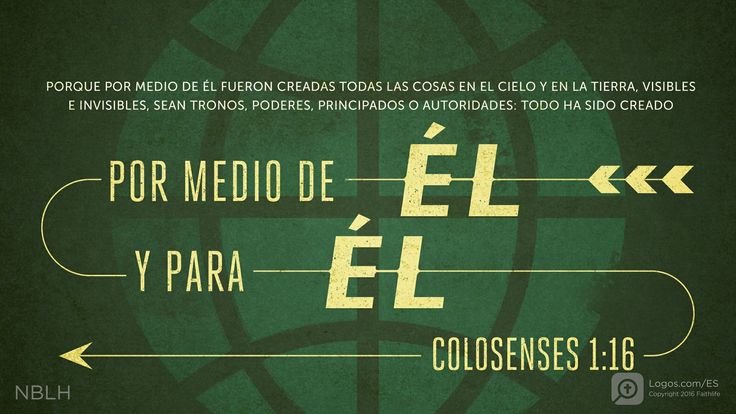 PORQUE POR MEDIO DE ÉL FUERON CREADAS TODAS LAS COSAS EN EL CIELO Y EN LA TIERRA, VISIBLES
E INVISIBLES, SEAN TRONOS, PODERES, PRINCIPADOS O AUTORIDADES: TODO HA SIDO CREADO
POR MEDIO DE ÉL
Y PARA ÉL
COLOSENSES 1:16
NBLH
Logos.com/ES
Copyright 2016 Faithlife